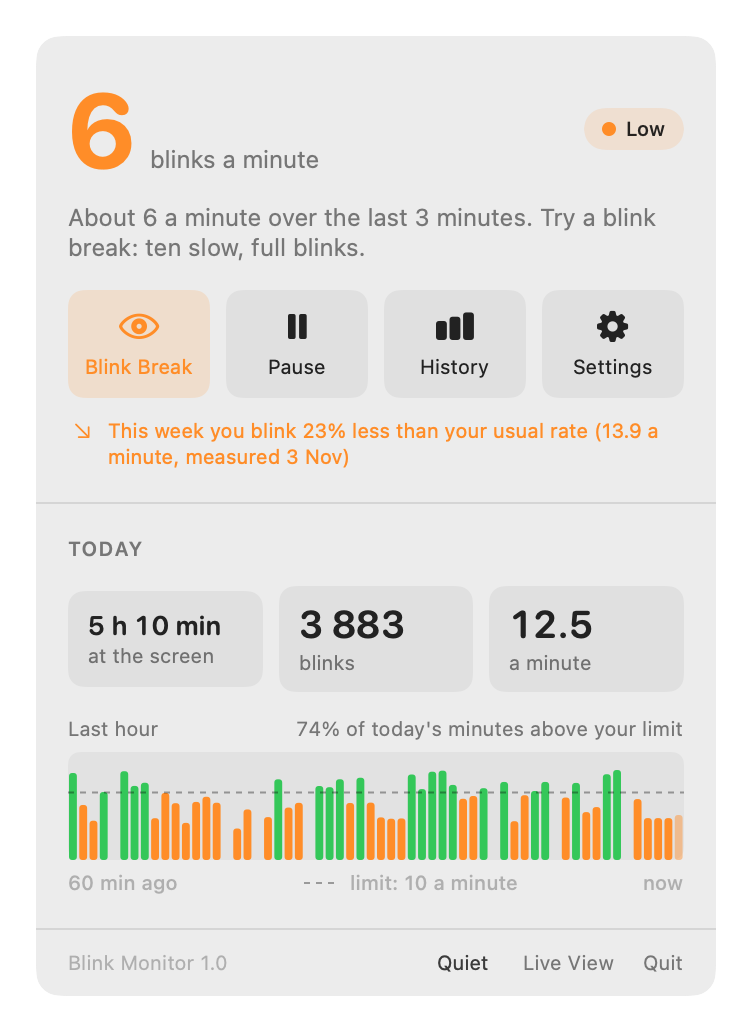 6 blinks a minute
Low
About 6 a minute over the last 3 minutes. Try a blink
break: ten slow, full blinks.
Blink Break
Pause
History
Settings
This week you blink 23% less than your usual rate (13.9 a
minute, measured 3 Nov)
TODAY
5 h 10 min
at the screen
3 883
blinks
12.5
a minute
Last hour
74% of today's minutes above your limit
60 min ago
limit: 10 a minute
now
Blink Monitor 1.0
Quiet
Live View
Quit